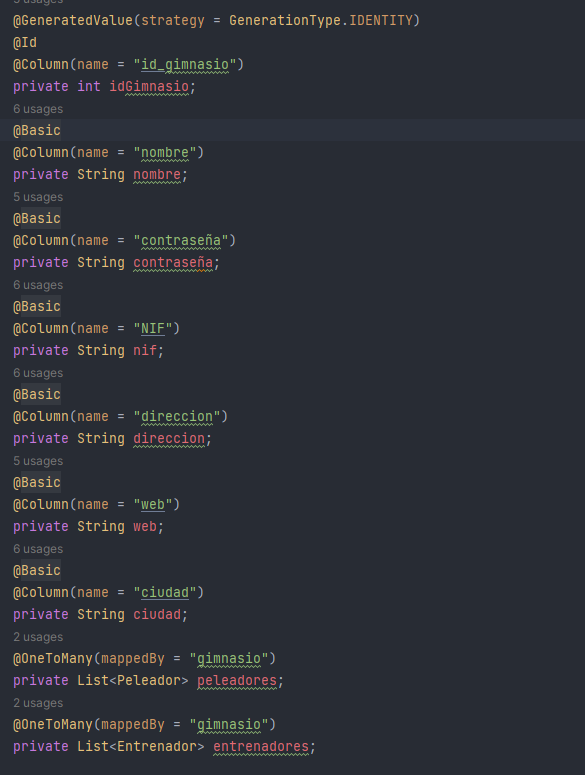 @GeneratedValue(strategy = GenerationType.IDENTITY)
@Id
@Column(name = "id_gimnasio")
private int idGimnasio;
6 usages
@Basic
@Column(name = "nombre")
private String nombre;
5 usages
@Basic
@Column(name = "contraseña")
private String contraseña;
6 usages
@Basic
@Column(name = "NIF")
private String nif;
6 usages
@Basic
@Column(name = "direccion")
private String direccion;
5 usages
@Basic
@Column(name = "web")
private String web;
6 usages
@Basic
@Column(name = "ciudad")
private String ciudad;
2 usages
@OneToMany(mappedBy = "gimnasio")
private List<Peleador> peleadores;
2 usages
@OneToMany(mappedBy = "gimnasio")
private List<Entrenador> entrenadores;